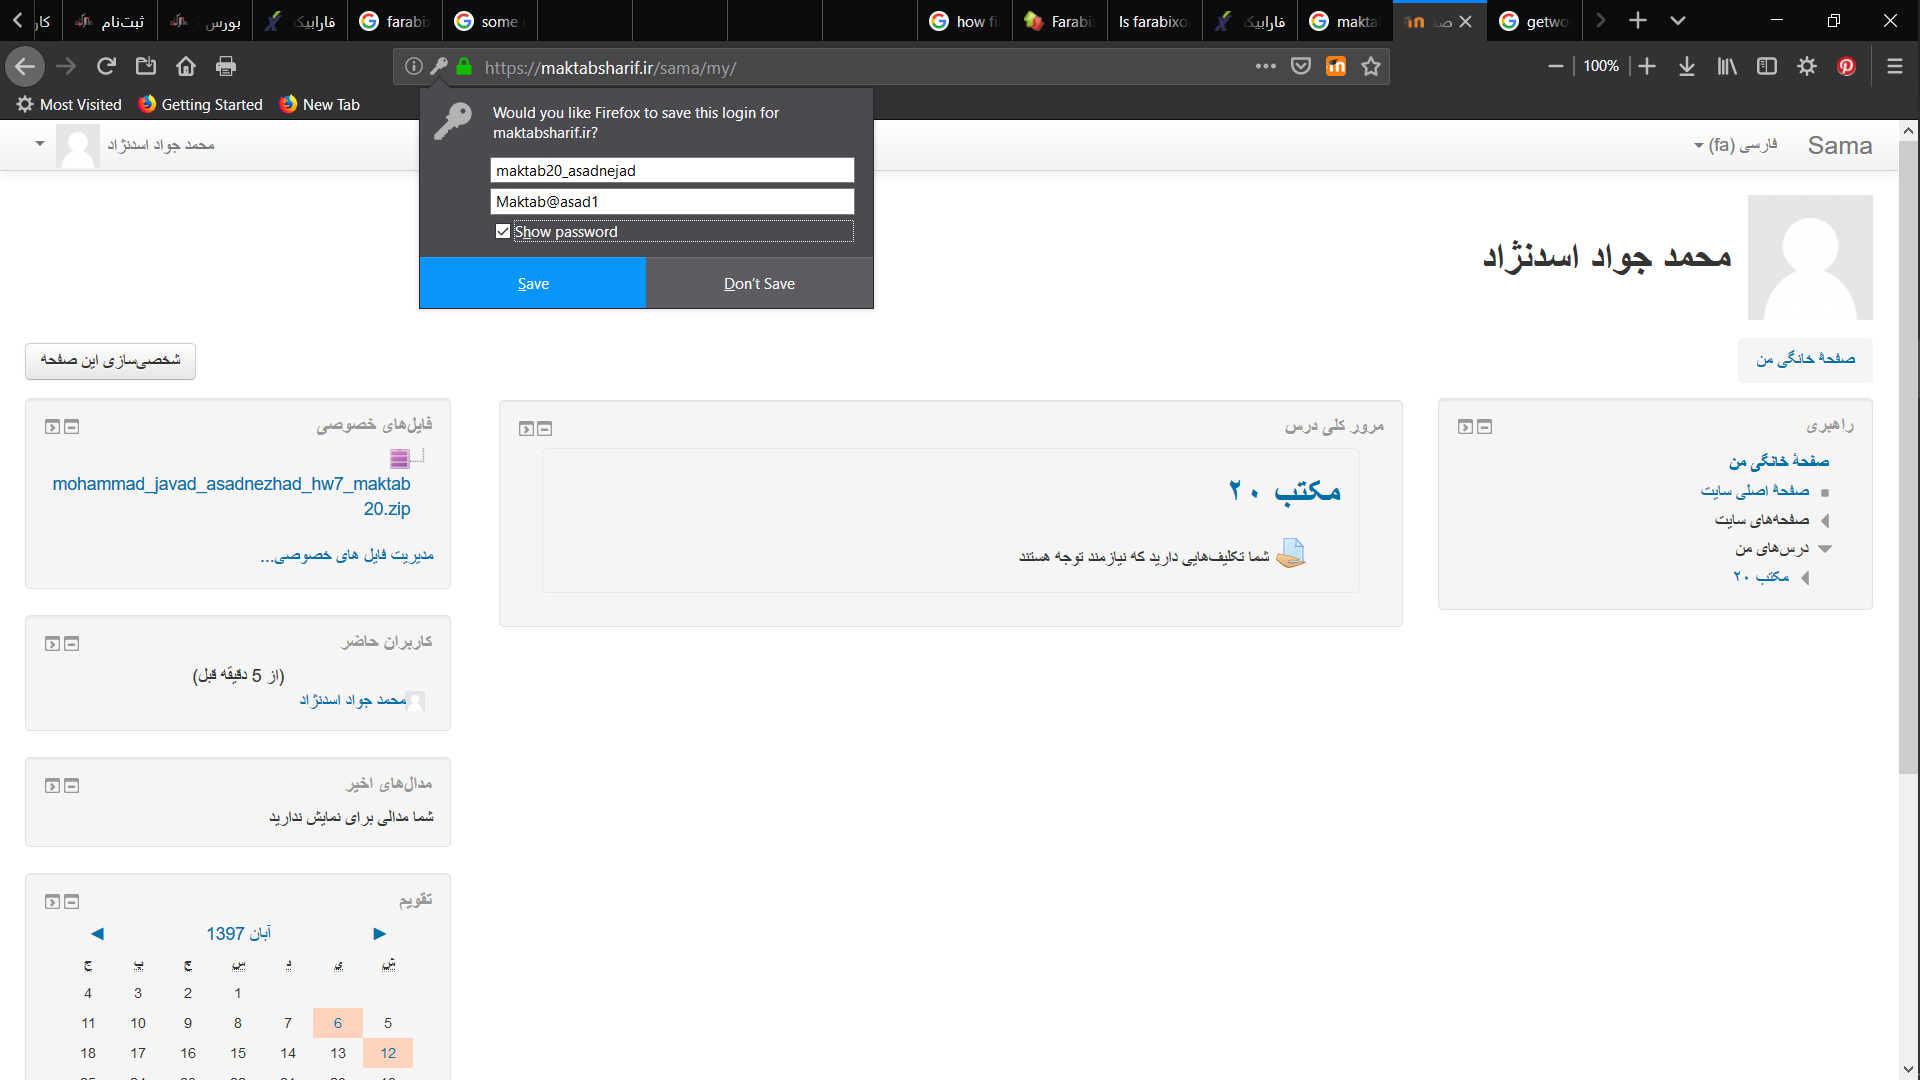 کار
ثبت‌نام
بورس
فارابیک
farabix
some
how fi
Farabi
Is farabixo
فارابیک
makta
صف
getwo
https://maktabsharif.ir/sama/my/
100%
Most Visited
Getting Started
New Tab
Would you like Firefox to save this login for
maktabsharif.ir?
maktab20_asadnejad
Maktab@asad1
Show password
Save
Don't Save
Sama
فارسی (fa)
محمد جواد اسدنژاد
محمد جواد اسدنژاد
صفحهٔ خانگی من
شخصی‌سازی این صفحه
راهبری
صفحهٔ خانگی من
صفحهٔ اصلی سایت
صفحه‌های سایت
درس‌های من
مکتب ۲۰
مرور کلی درس
مکتب ۲۰
شما تکلیف‌هایی دارید که نیازمند توجه هستند
فایل‌های خصوصی
mohammad_javad_asadnezhad_hw7_maktab
20.zip
مدیریت فایل های خصوصی...
کاربران حاضر
(از 5 دقیقه قبل)
محمد جواد اسدنژاد
مدال‌های اخیر
شما مدالی برای نمایش ندارید
تقویم
آبان 1397
ش ی د س چ پ ج
1 2 3 4
5 6 7 8 9 10 11
12 13 14 15 16 17 18